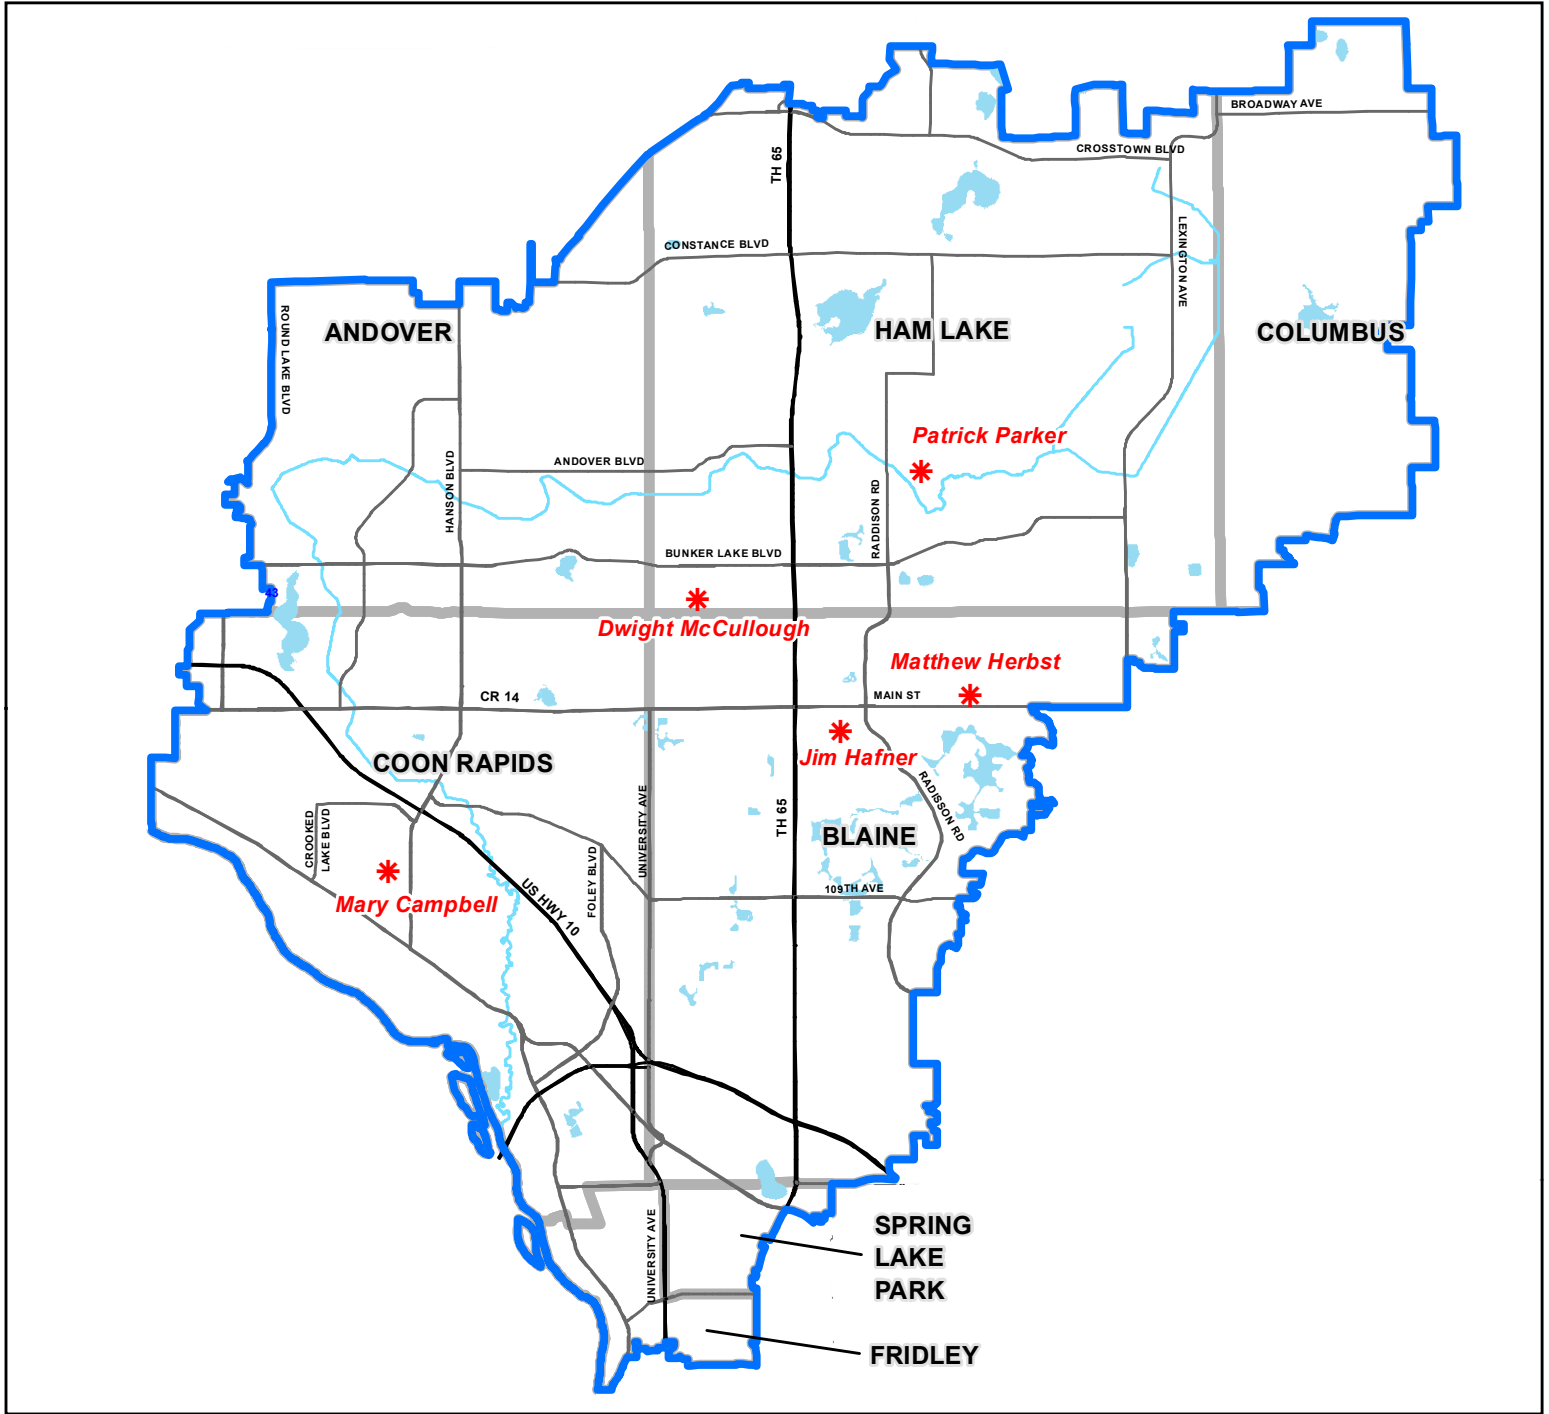 BROADWAY AVE
CROSSTOWN BLVD
TH 65
CONSTANCE BLVD
LEXINGTON AVE
ROUND LAKE BLVD
ANDOVER
HAM LAKE
COLUMBUS
Patrick Parker
ANDOVER BLVD
HANSON BLVD
RADDISON RD
BUNKER LAKE BLVD
43
Dwight McCullough
Matthew Herbst
CR 14
MAIN ST
Jim Hafner
COON RAPIDS
RADISSON RD
TH 65
UNIVERSITY AVE
CROOKED
LAKE BLVD
BLAINE
FOLEY BLVD
US HWY 10
109TH AVE
Mary Campbell
UNIVERSITY AVE
SPRING
LAKE
PARK
FRIDLEY